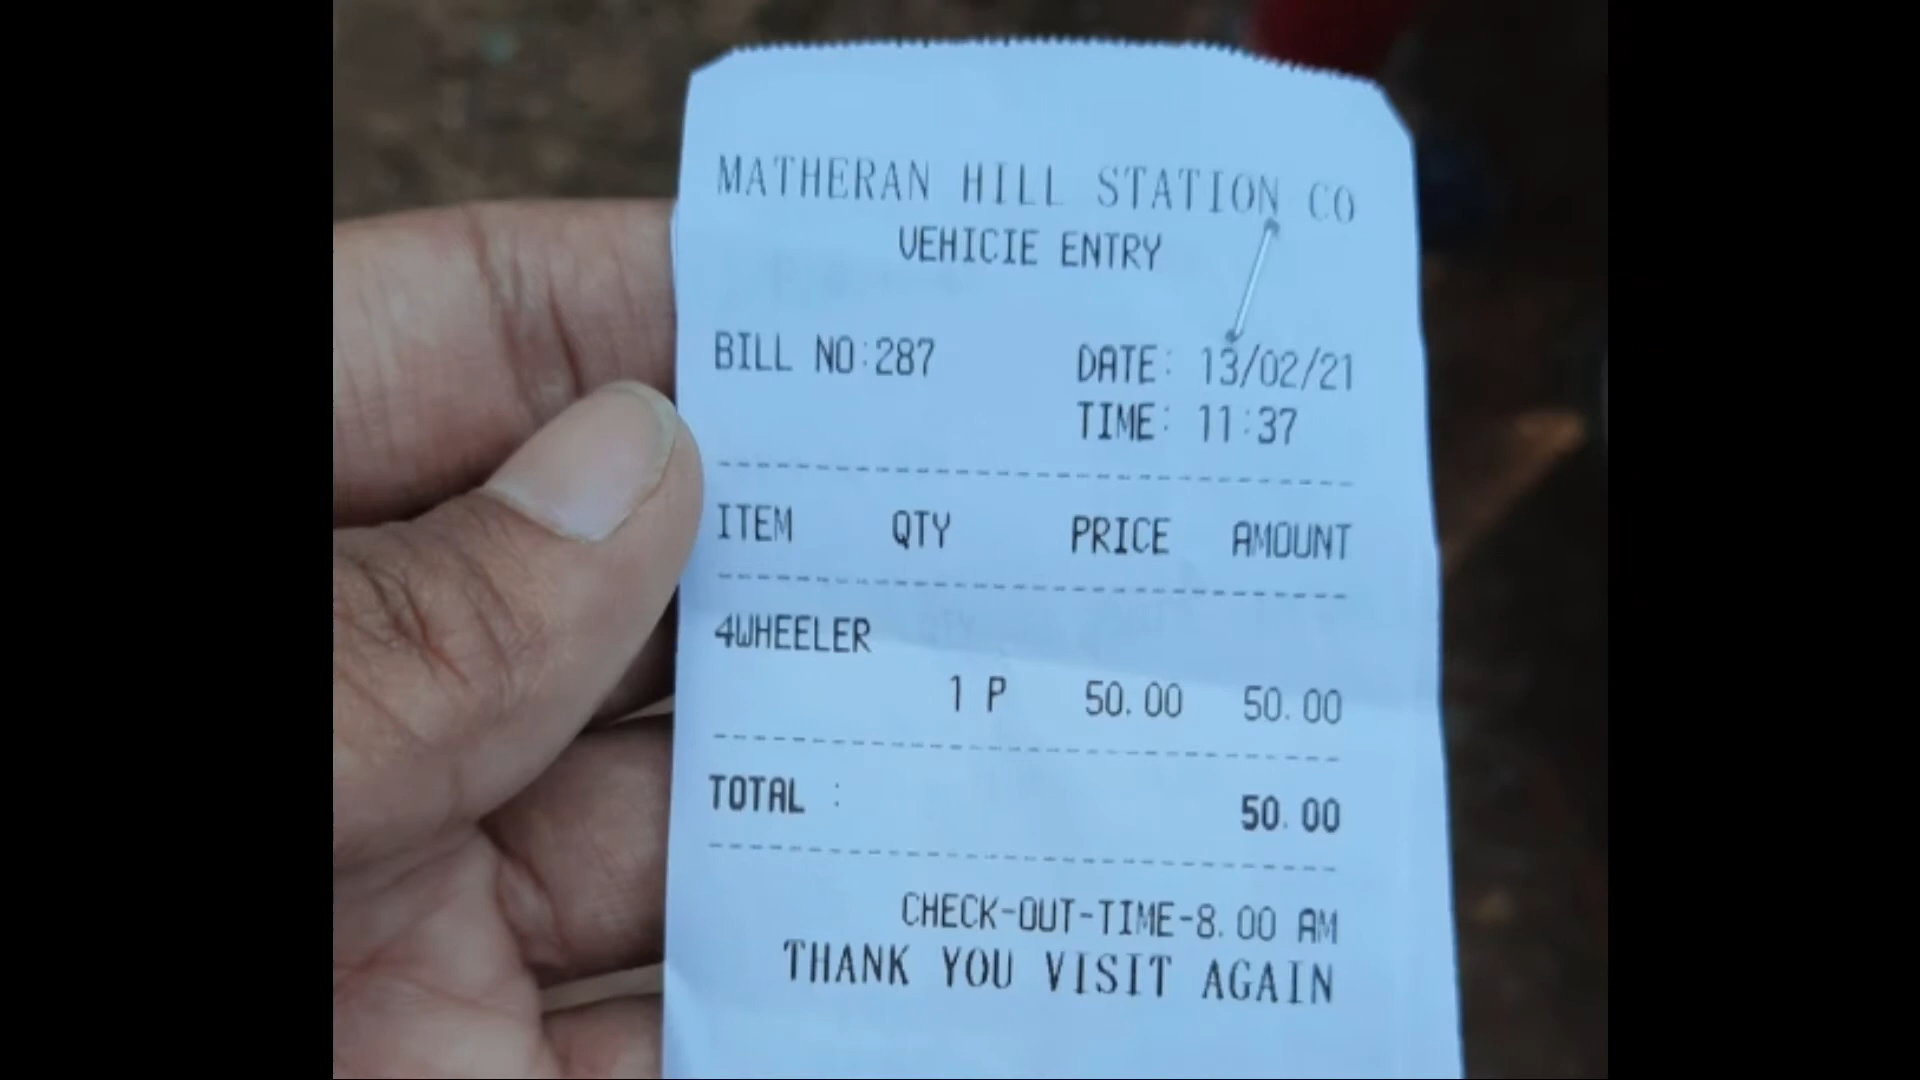 MATHERAN HILL STATION CO
VEHICIE ENTRY
BILL NO:287 DATE: 13/02/21
TIME: 11:37
ITEM QTY PRICE AMOUNT
4WHEELER
1 P 50.00 50.00
TOTAL : 50.00
CHECK-OUT-TIME-8.00 AM
THANK YOU VISIT AGAIN